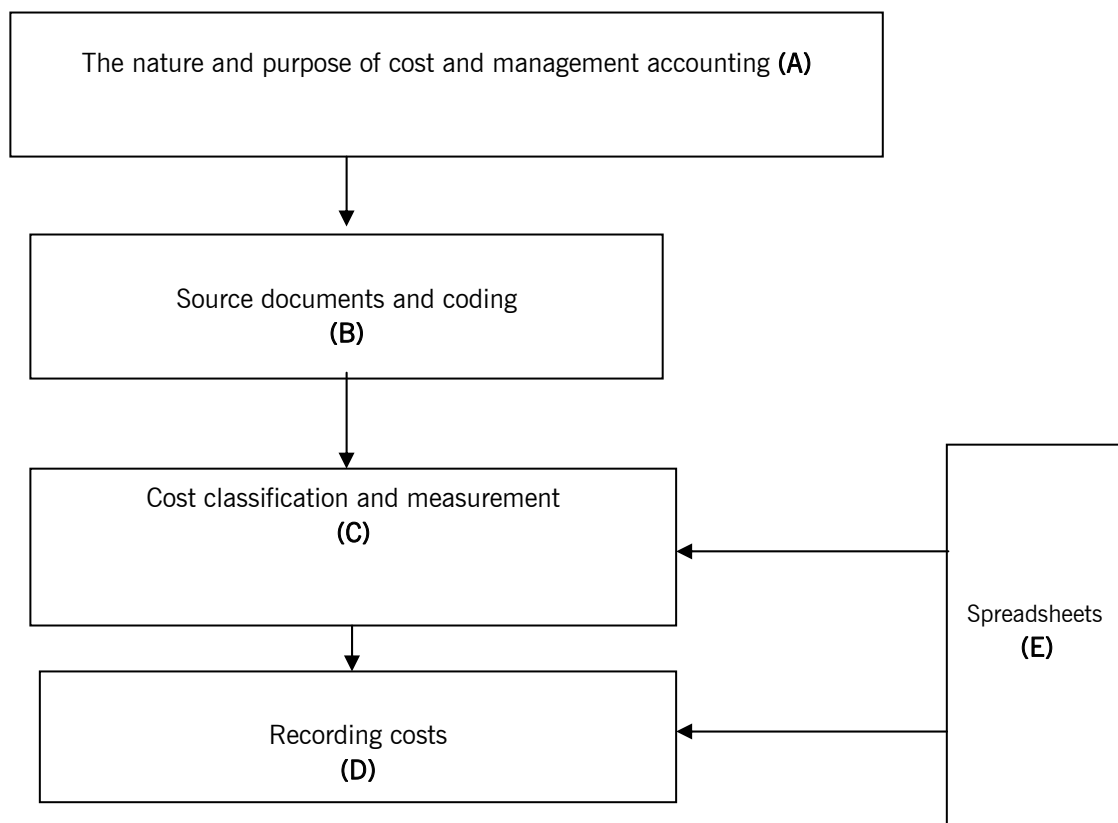 The nature and purpose of cost and management accounting (A)
Source documents and coding
(B)
Cost classification and measurement
(C)
Spreadsheets
(E)
Recording costs
(D)